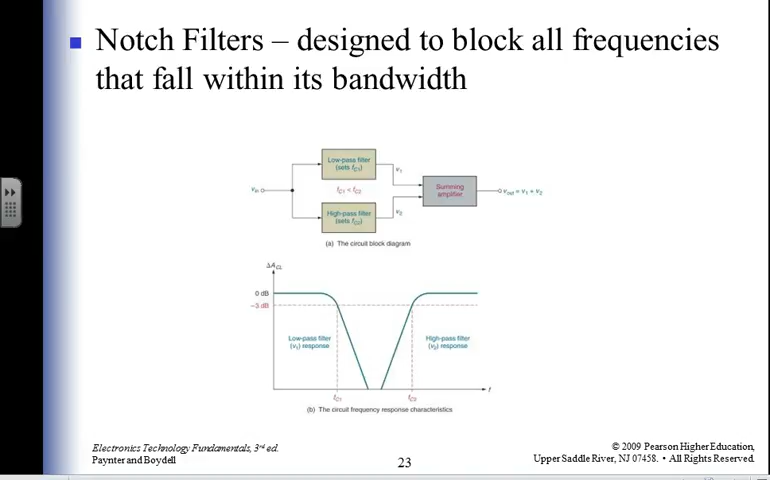 Notch Filters – designed to block all frequencies
that fall within its bandwidth
Low-pass filter
(sets fC1)
v1
vin
fC1 < fC2
Summing
amplifier
vout = v1 + v2
High-pass filter
(sets fC2)
v2
(a) The circuit block diagram
ΔACL
0 dB
−3 dB
Low-pass filter
(v1) response
High-pass filter
(v2) response
fC1
fC2
f
(b) The circuit frequency response characteristics
Electronics Technology Fundamentals, 3rd ed.
Paynter and Boydell
23
© 2009 Pearson Higher Education,
Upper Saddle River, NJ 07458. • All Rights Reserved.